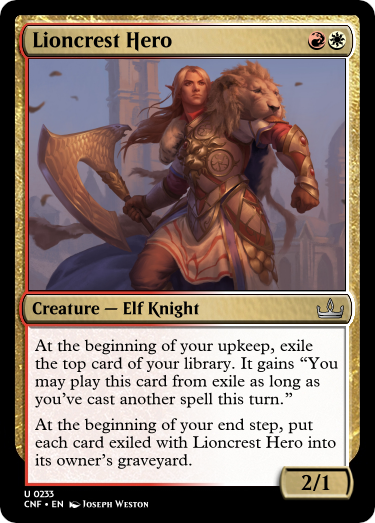 Lioncrest Hero
Creature — Elf Knight
At the beginning of your upkeep, exile
the top card of your library. It gains “You
may play this card from exile as long as
you’ve cast another spell this turn.”
At the beginning of your end step, put
each card exiled with Lioncrest Hero into
its owner’s graveyard.
2/1
U 0233
CNF • EN Joseph Weston